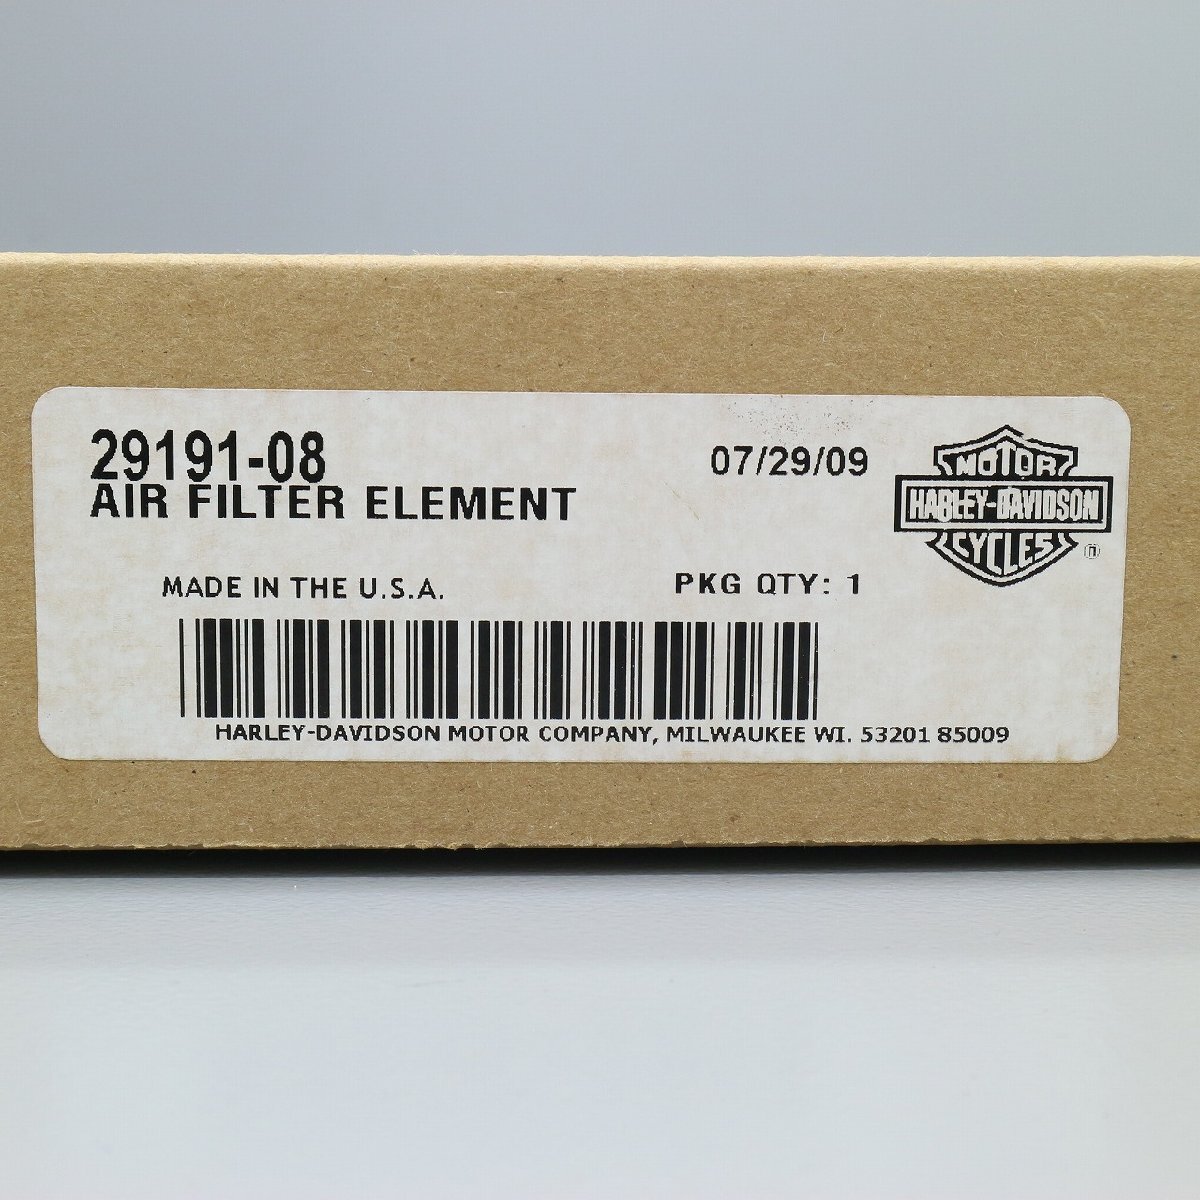 29191-08
AIR FILTER ELEMENT
07/29/09
MOTOR
HARLEY-DAVIDSON
CYCLES
®
MADE IN THE U.S.A.
PKG QTY: 1
HARLEY-DAVIDSON MOTOR COMPANY, MILWAUKEE WI. 53201 85009